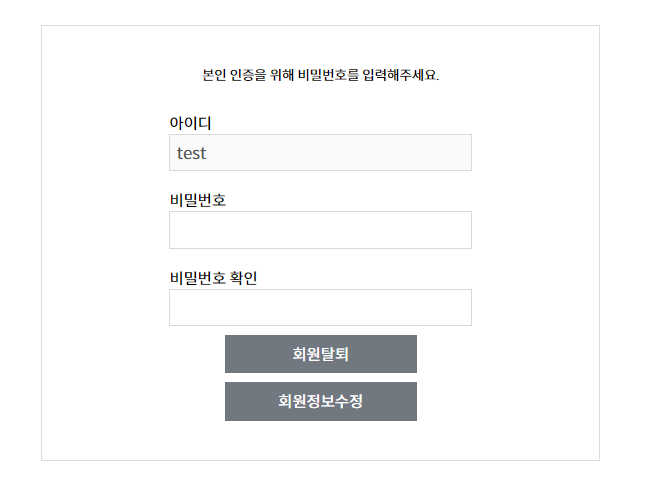 본인 인증을 위해 비밀번호를 입력해주세요.
아이디
test
비밀번호
비밀번호 확인
회원탈퇴
회원정보수정